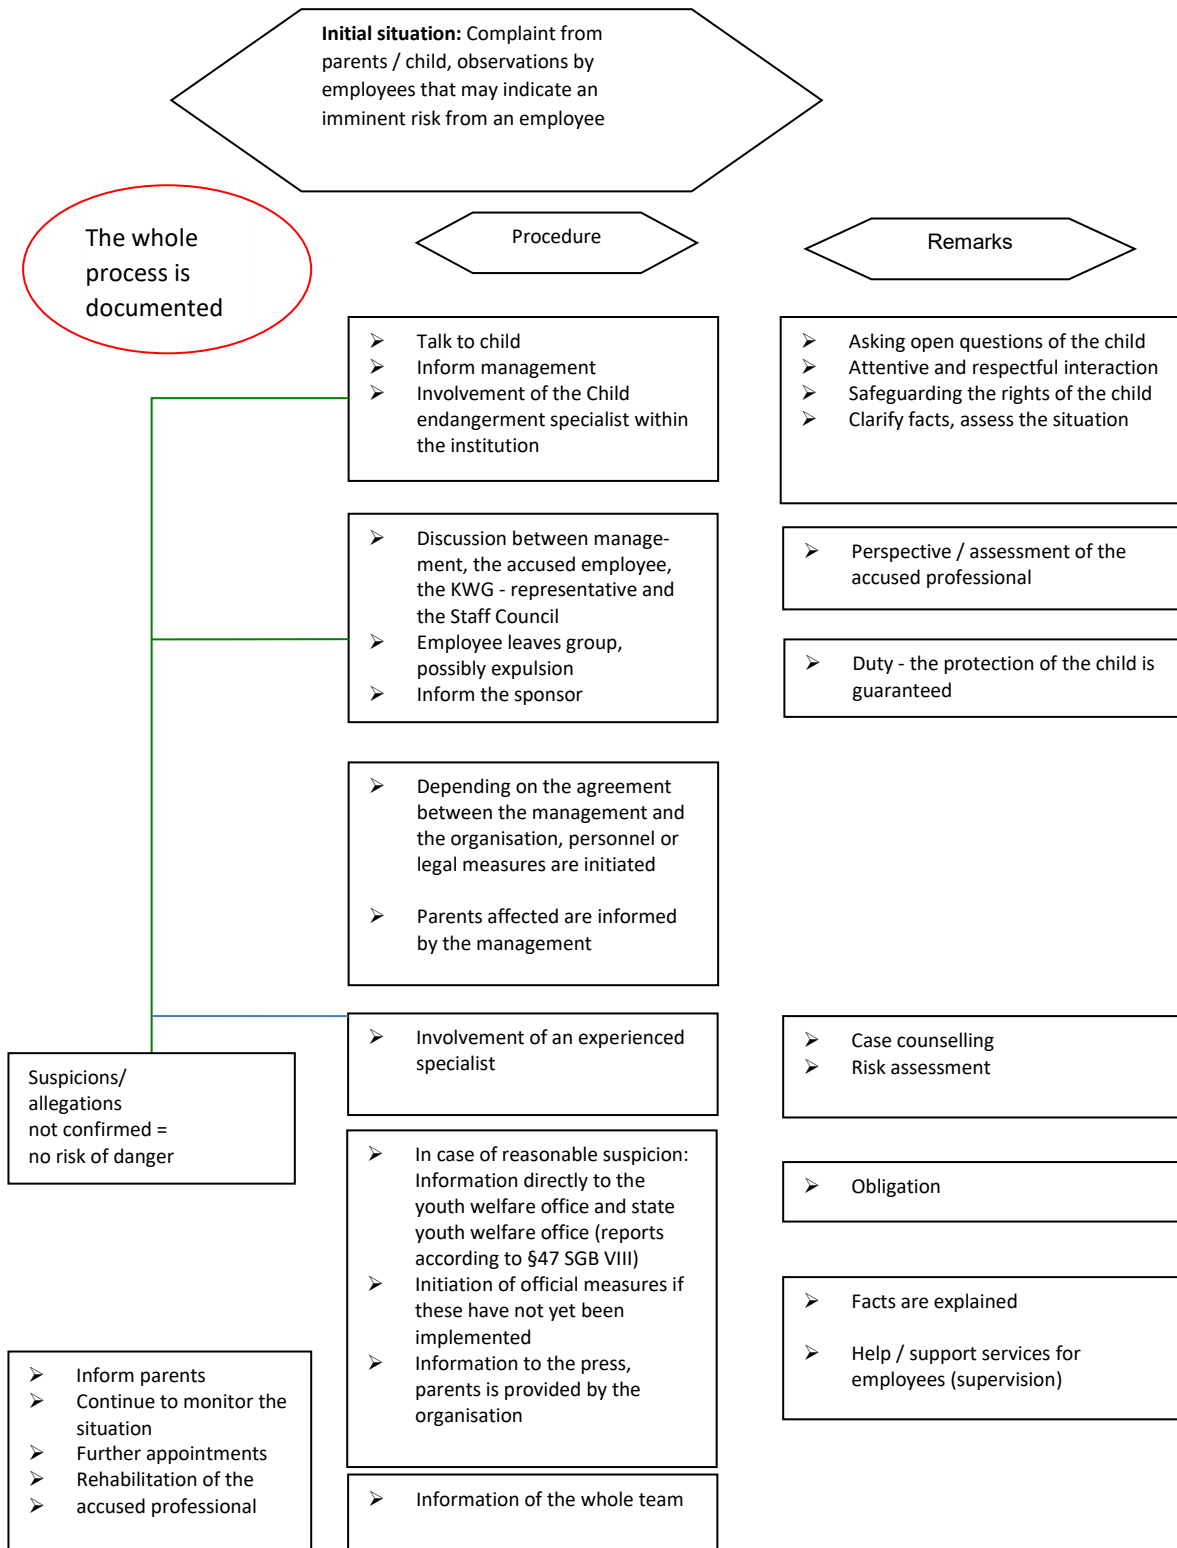 Initial situation: Complaint from
parents / child, observations by
employees that may indicate an
imminent risk from an employee
The whole
process is
documented
Procedure
Remarks
➢ Talk to child
➢ Inform management
➢ Involvement of the Child
endangerment specialist within
the institution
➢ Asking open questions of the child
➢ Attentive and respectful interaction
➢ Safeguarding the rights of the child
➢ Clarify facts, assess the situation
➢ Discussion between manage-
ment, the accused employee,
the KWG - representative and
the Staff Council
➢ Employee leaves group,
possibly expulsion
➢ Inform the sponsor
➢ Perspective / assessment of the
accused professional
➢ Duty - the protection of the child is
guaranteed
➢ Depending on the agreement
between the management and
the organisation, personnel or
legal measures are initiated
➢ Parents affected are informed
by the management
➢ Involvement of an experienced
specialist
➢ Case counselling
➢ Risk assessment
Suspicions/
allegations
not confirmed =
no risk of danger
➢ In case of reasonable suspicion:
Information directly to the
youth welfare office and state
youth welfare office (reports
according to §47 SGB VIII)
➢ Initiation of official measures if
these have not yet been
implemented
➢ Information to the press,
parents is provided by the
organisation
➢ Obligation
➢ Facts are explained
➢ Help / support services for
employees (supervision)
➢ Inform parents
➢ Continue to monitor the
situation
➢ Further appointments
➢ Rehabilitation of the
➢ accused professional
➢ Information of the whole team